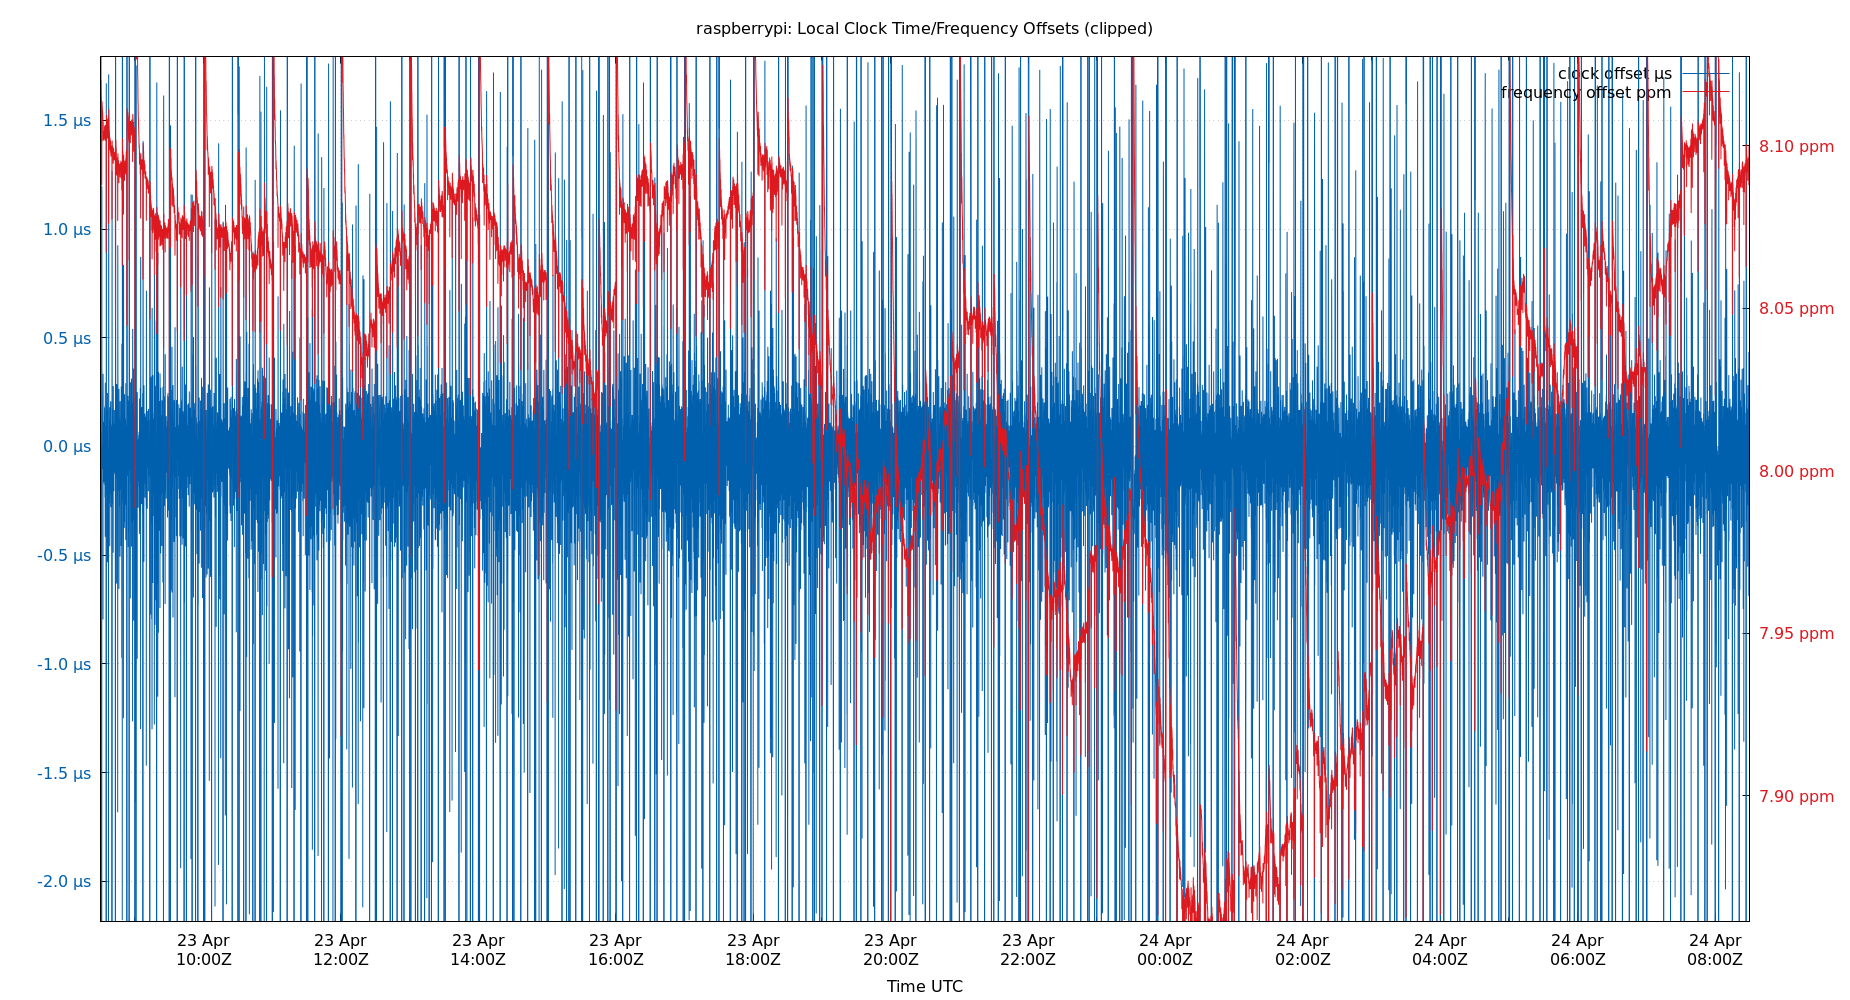 raspberrypi: Local Clock Time/Frequency Offsets (clipped)
clock offset µs
frequency offset ppm
1.5 µs
1.0 µs
0.5 µs
0.0 µs
-0.5 µs
-1.0 µs
-1.5 µs
-2.0 µs
8.10 ppm
8.05 ppm
8.00 ppm
7.95 ppm
7.90 ppm
23 Apr 23 Apr 23 Apr 23 Apr 23 Apr 23 Apr 23 Apr 24 Apr 24 Apr 24 Apr 24 Apr 24 Apr
10:00Z 12:00Z 14:00Z 16:00Z 18:00Z 20:00Z 22:00Z 00:00Z 02:00Z 04:00Z 06:00Z 08:00Z
Time UTC